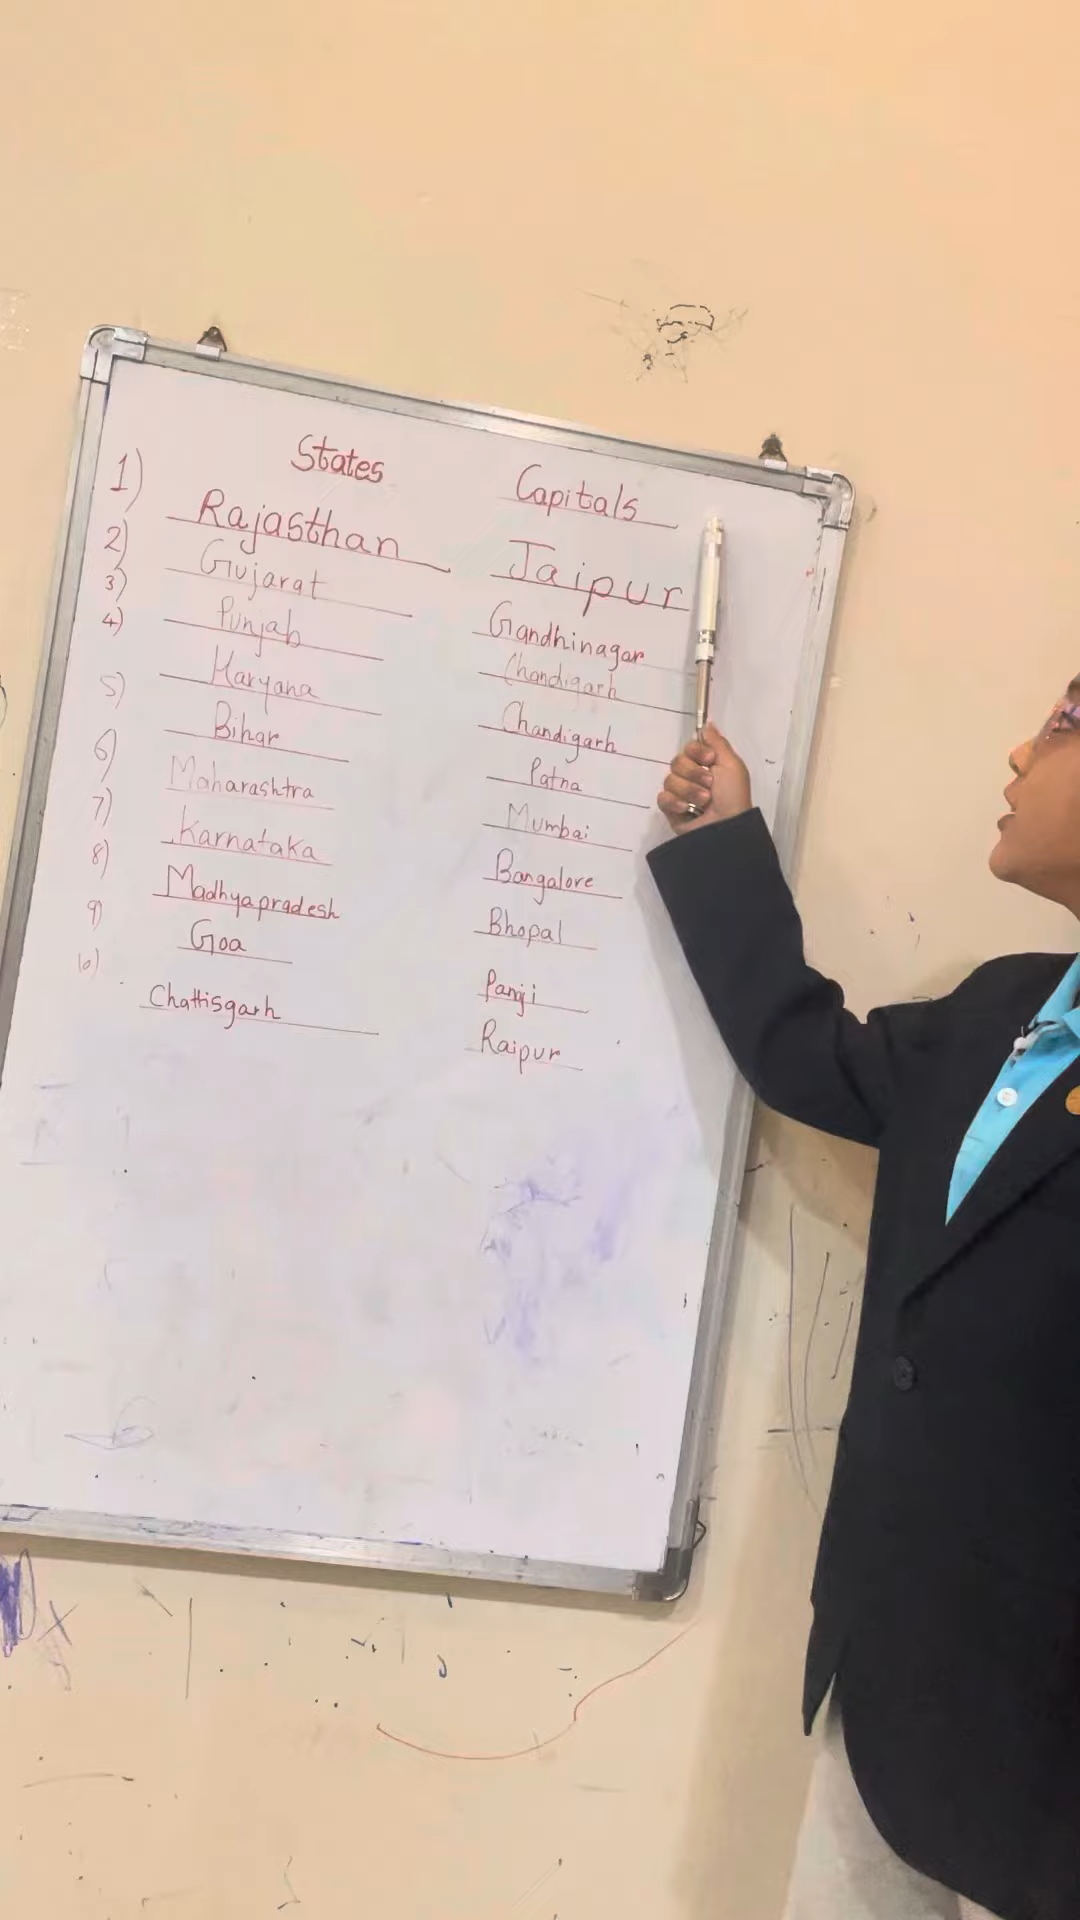 States Capitals
1) Rajasthan Jaipur
2) Gujarat Gandhinagar
3) Punjab Chandigarh
4) Haryana Chandigarh
5) Bihar Patna
6) Maharashtra Mumbai
7) Karnataka Bangalore
8) Madhyapradesh Bhopal
9) Goa Panji
10) Chattisgarh Raipur